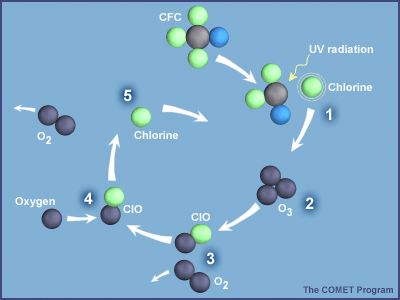 CFC
UV radiation
Chlorine
1
5
Chlorine
O2
4
ClO
Oxygen
O3
2
ClO
3
O2
The COMET Program